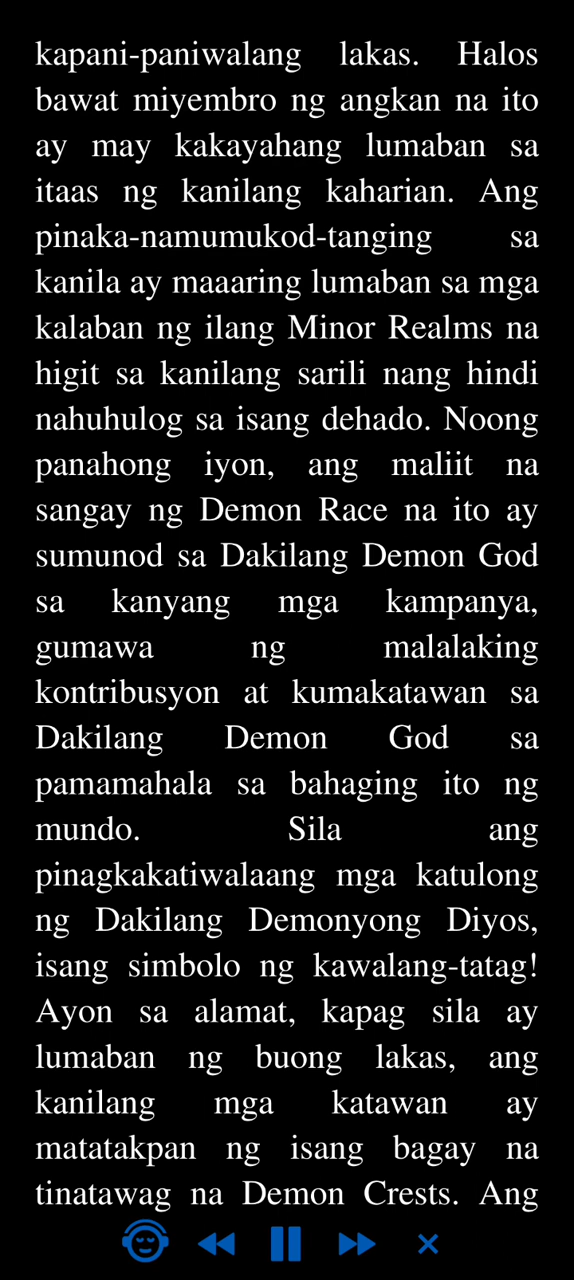 kapani-paniwalang lakas. Halos
bawat miyembro ng angkan na ito
ay may kakayahang lumaban sa
itaas ng kanilang kaharian. Ang
pinaka-namumukod-tanging sa
kanila ay maaaring lumaban sa mga
kalaban ng ilang Minor Realms na
higit sa kanilang sarili nang hindi
nahuhulog sa isang dehado. Noong
panahong iyon, ang maliit na
sangay ng Demon Race na ito ay
sumunod sa Dakilang Demon God
sa kanyang mga kampanya,
gumawa ng malalaking
kontribusyon at kumakatawan sa
Dakilang Demon God sa
pamamahala sa bahaging ito ng
mundo. Sila ang
pinagkakatiwalaang mga katulong
ng Dakilang Demonyong Diyos,
isang simbolo ng kawalang-tatag!
Ayon sa alamat, kapag sila ay
lumaban ng buong lakas, ang
kanilang mga katawan ay
matatakpan ng isang bagay na
tinatawag na Demon Crests. Ang